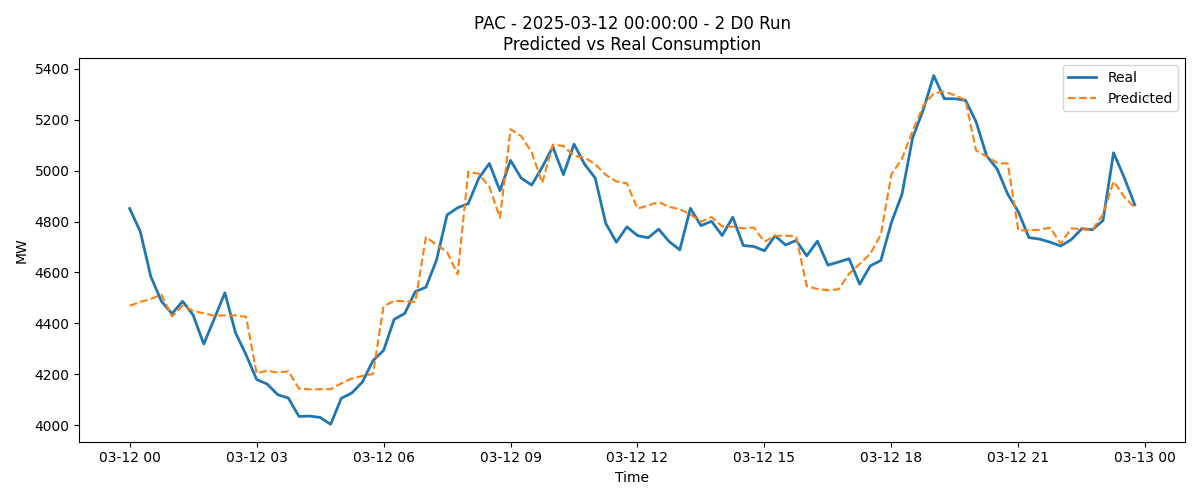 PAC - 2025-03-12 00:00:00 - 2 D0 Run
Predicted vs Real Consumption
Real
Predicted
MW
5400
5200
5000
4800
4600
4400
4200
4000
03-12 00
03-12 03
03-12 06
03-12 09
03-12 12
03-12 15
03-12 18
03-12 21
03-13 00
Time